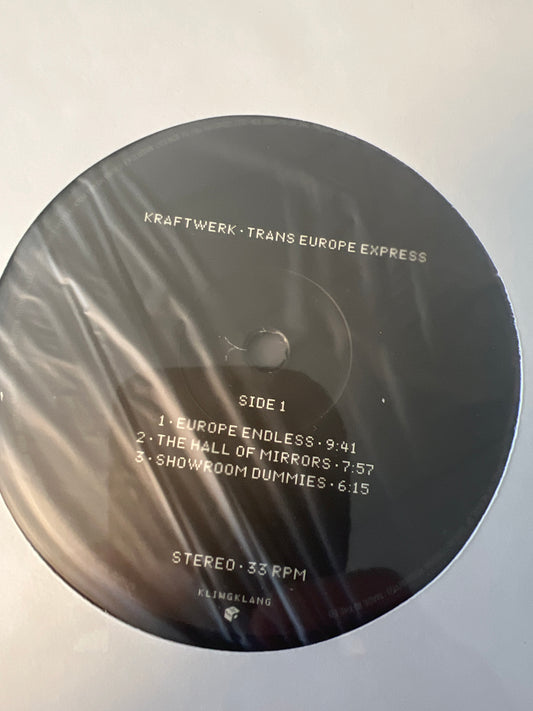 KRAFTWERK · TRANS EUROPE EXPRESS
SIDE 1
1 · EUROPE ENDLESS · 9:41
2 · THE HALL OF MIRRORS · 7:57
3 · SHOWROOM DUMMIES · 6:15
STEREO · 33 RPM
KLINGKLANG